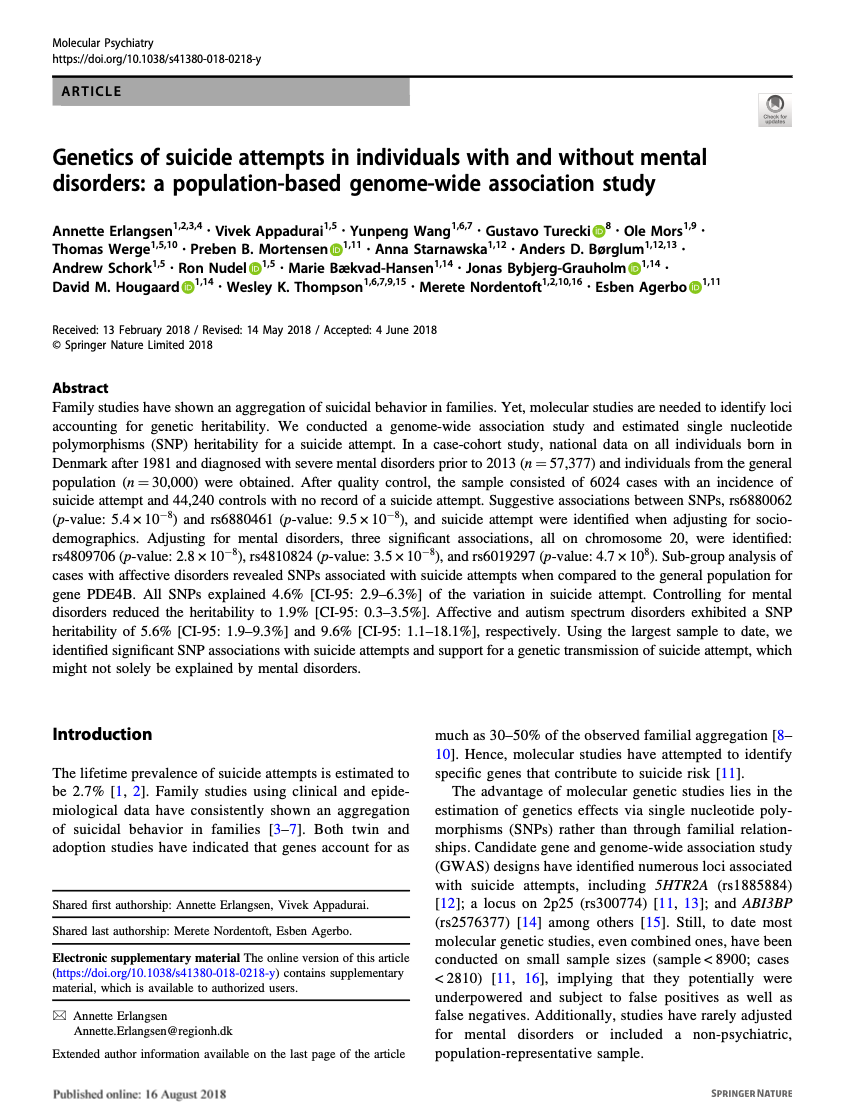 Molecular Psychiatry
https://doi.org/10.1038/s41380-018-0218-y
ARTICLE
Check for
updates
Genetics of suicide attempts in individuals with and without mental
disorders: a population-based genome-wide association study
Annette Erlangsen1,2,3,4 · Vivek Appadurai1,5 · Yunpeng Wang1,6,7 · Gustavo Turecki iD 8 · Ole Mors1,9 ·
Thomas Werge1,5,10 · Preben B. Mortensen iD 1,11 · Anna Starnawska1,12 · Anders D. Børglum1,12,13 ·
Andrew Schork1,5 · Ron Nudel iD 1,5 · Marie Bækvad-Hansen1,14 · Jonas Bybjerg-Grauholm iD 1,14 ·
David M. Hougaard iD 1,14 · Wesley K. Thompson1,6,7,9,15 · Merete Nordentoft1,2,10,16 · Esben Agerbo iD 1,11
Received: 13 February 2018 / Revised: 14 May 2018 / Accepted: 4 June 2018
© Springer Nature Limited 2018
Abstract
Family studies have shown an aggregation of suicidal behavior in families. Yet, molecular studies are needed to identify loci
accounting for genetic heritability. We conducted a genome-wide association study and estimated single nucleotide
polymorphisms (SNP) heritability for a suicide attempt. In a case-cohort study, national data on all individuals born in
Denmark after 1981 and diagnosed with severe mental disorders prior to 2013 (n = 57,377) and individuals from the general
population (n = 30,000) were obtained. After quality control, the sample consisted of 6024 cases with an incidence of
suicide attempt and 44,240 controls with no record of a suicide attempt. Suggestive associations between SNPs, rs6880062
(p-value: 5.4 × 10−8) and rs6880461 (p-value: 9.5 × 10−8), and suicide attempt were identified when adjusting for socio-
demographics. Adjusting for mental disorders, three significant associations, all on chromosome 20, were identified:
rs4809706 (p-value: 2.8 × 10−8), rs4810824 (p-value: 3.5 × 10−8), and rs6019297 (p-value: 4.7 × 108). Sub-group analysis of
cases with affective disorders revealed SNPs associated with suicide attempts when compared to the general population for
gene PDE4B. All SNPs explained 4.6% [CI-95: 2.9–6.3%] of the variation in suicide attempt. Controlling for mental
disorders reduced the heritability to 1.9% [CI-95: 0.3–3.5%]. Affective and autism spectrum disorders exhibited a SNP
heritability of 5.6% [CI-95: 1.9–9.3%] and 9.6% [CI-95: 1.1–18.1%], respectively. Using the largest sample to date, we
identified significant SNP associations with suicide attempts and support for a genetic transmission of suicide attempt, which
might not solely be explained by mental disorders.
Introduction
The lifetime prevalence of suicide attempts is estimated to
be 2.7% [1, 2]. Family studies using clinical and epide-
miological data have consistently shown an aggregation
of suicidal behavior in families [3–7]. Both twin and
adoption studies have indicated that genes account for as
Shared first authorship: Annette Erlangsen, Vivek Appadurai.
Shared last authorship: Merete Nordentoft, Esben Agerbo.
Electronic supplementary material The online version of this article
(https://doi.org/10.1038/s41380-018-0218-y) contains supplementary
material, which is available to authorized users.
✉ Annette Erlangsen
Annette.Erlangsen@regionh.dk
Extended author information available on the last page of the article
much as 30–50% of the observed familial aggregation [8–
10]. Hence, molecular studies have attempted to identify
specific genes that contribute to suicide risk [11].
The advantage of molecular genetic studies lies in the
estimation of genetics effects via single nucleotide poly-
morphisms (SNPs) rather than through familial relation-
ships. Candidate gene and genome-wide association study
(GWAS) designs have identified numerous loci associated
with suicide attempts, including 5HTR2A (rs1885884)
[12]; a locus on 2p25 (rs300774) [11, 13]; and ABI3BP
(rs2576377) [14] among others [15]. Still, to date most
molecular genetic studies, even combined ones, have been
conducted on small sample sizes (sample < 8900; cases
< 2810) [11, 16], implying that they potentially were
underpowered and subject to false positives as well as
false negatives. Additionally, studies have rarely adjusted
for mental disorders or included a non-psychiatric,
population-representative sample.
Published online: 16 August 2018
SPRINGER NATURE